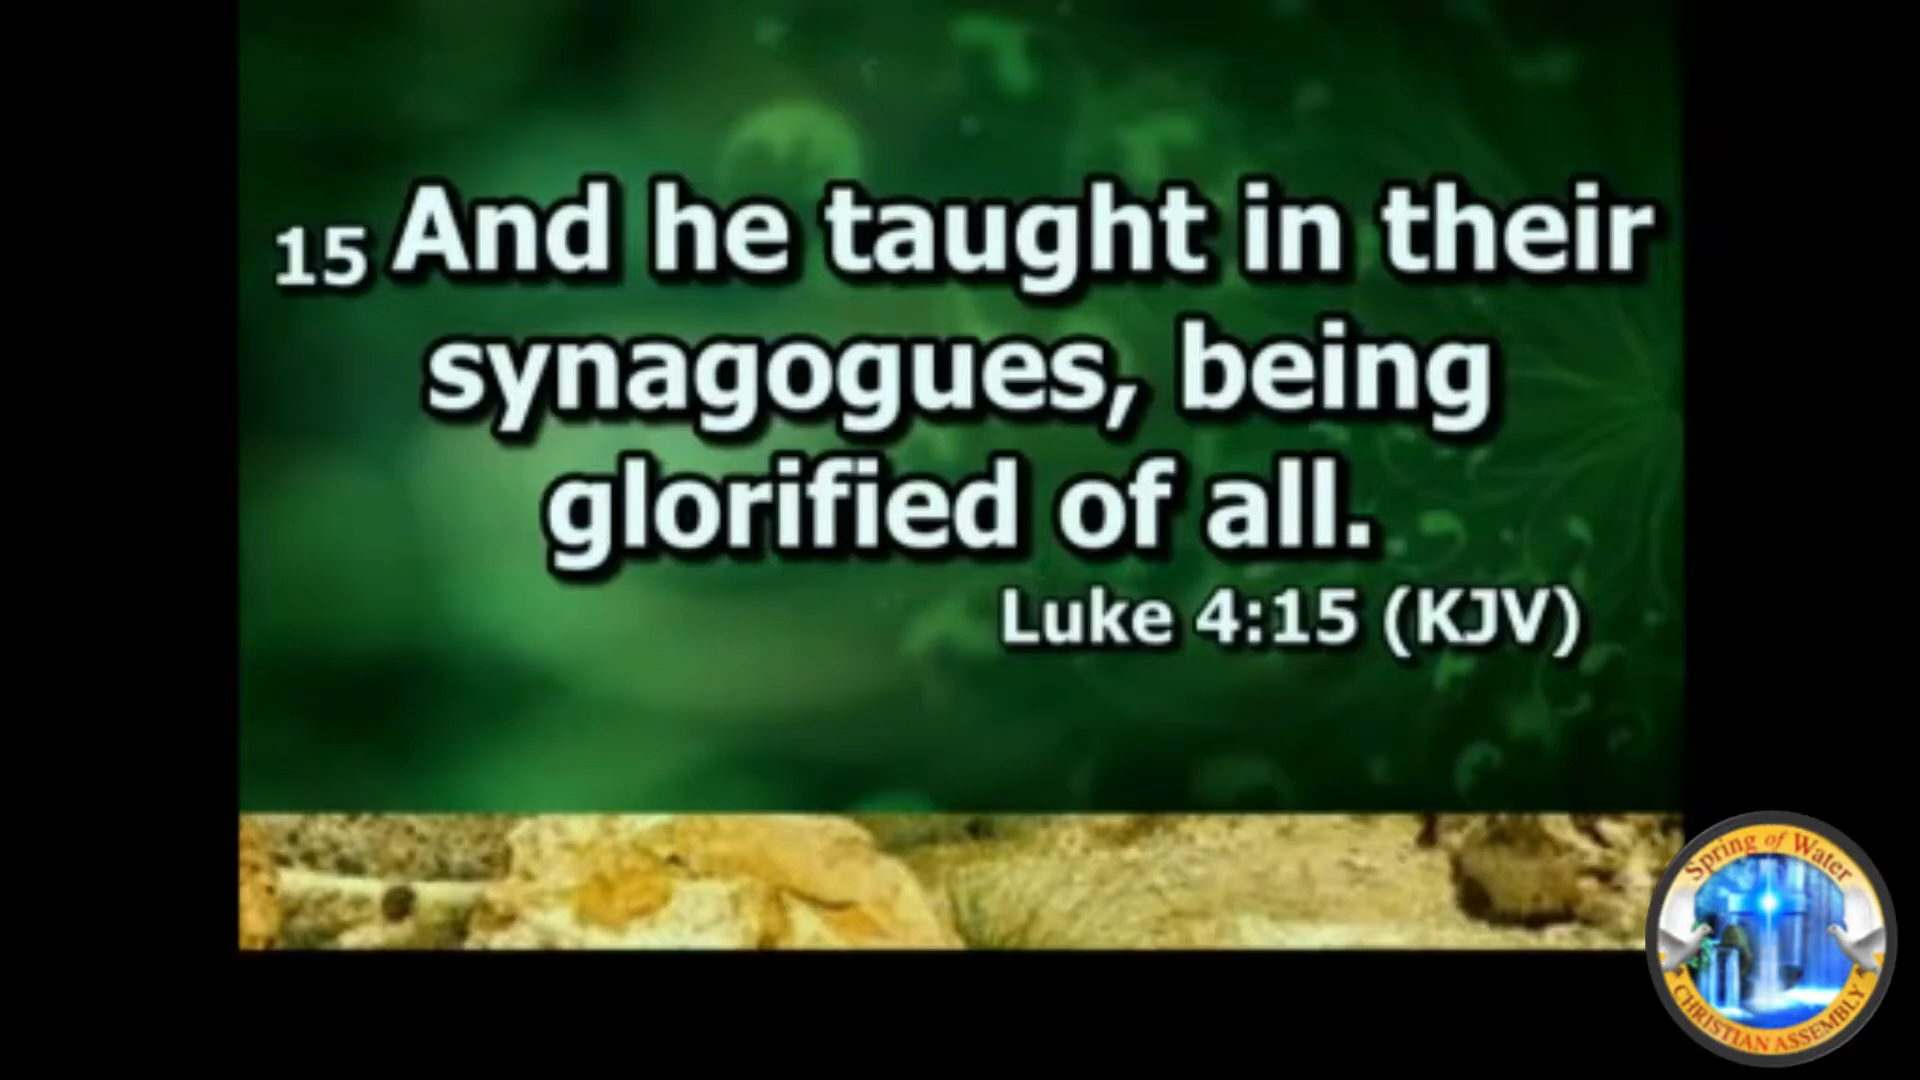 15 And he taught in their
synagogues, being
glorified of all.
Luke 4:15 (KJV)
Spring of Water
CHRISTIAN ASSEMBLY